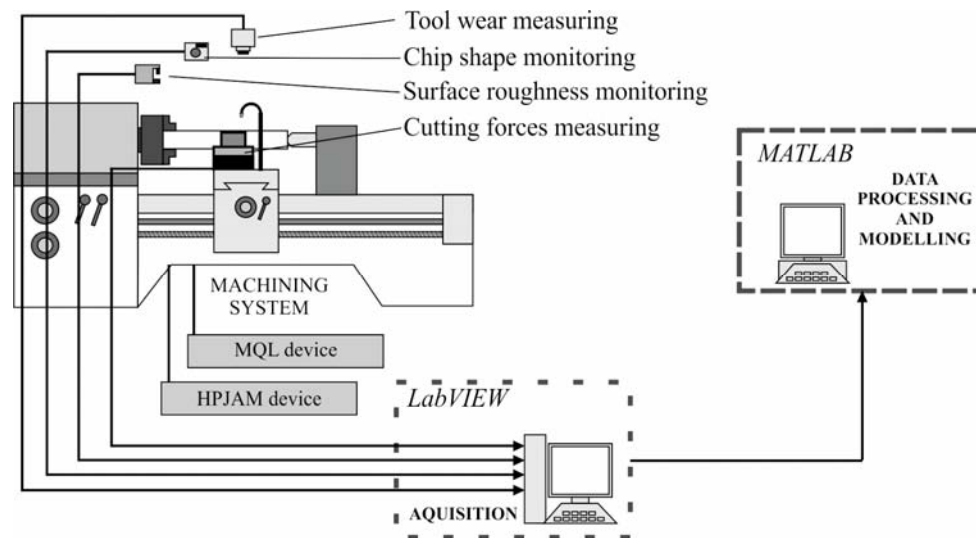 Tool wear measuring
Chip shape monitoring
Surface roughness monitoring
Cutting forces measuring
MATLAB
DATA
PROCESSING
AND
MODELLING
MACHINING
SYSTEM
MQL device
HPJAM device
LabVIEW
AQUISITION